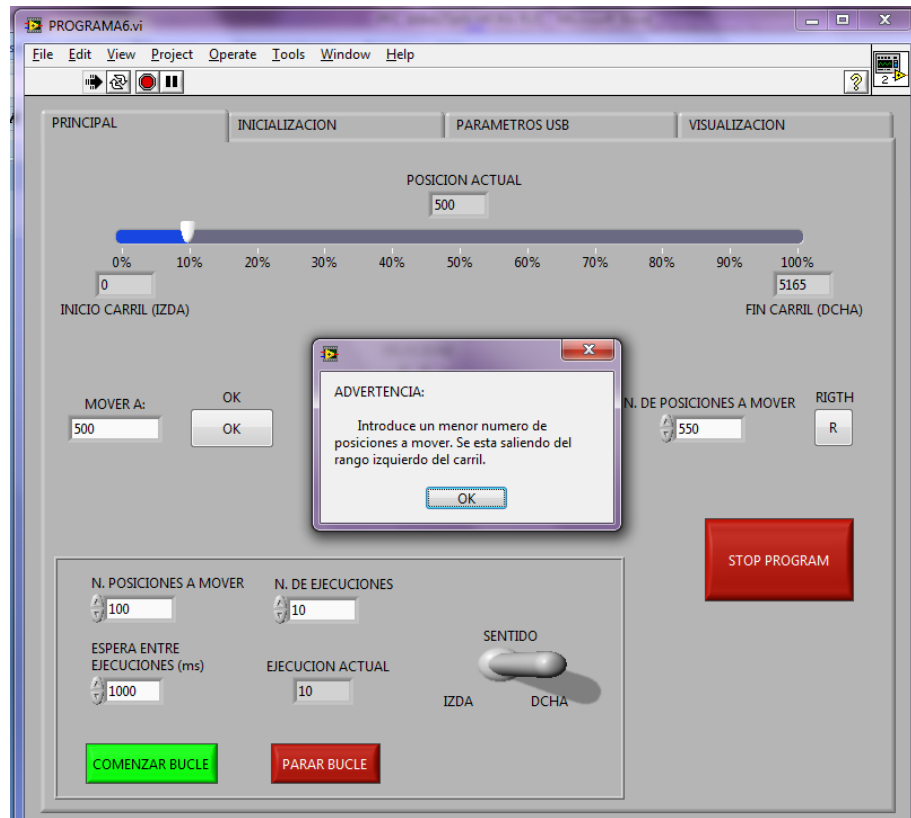 PROGRAMA6.vi
File Edit View Project Operate Tools Window Help
2
PRINCIPAL INICIALIZACION PARAMETROS USB VISUALIZACION
POSICION ACTUAL
500
0% 10% 20% 30% 40% 50% 60% 70% 80% 90% 100%
0 5165
INICIO CARRIL (IZDA) FIN CARRIL (DCHA)
MOVER A: OK
500 OK
ADVERTENCIA:
Introduce un menor numero de
posiciones a mover. Se esta saliendo del
rango izquierdo del carril.
OK
N. DE POSICIONES A MOVER RIGTH
550 R
STOP PROGRAM
N. POSICIONES A MOVER N. DE EJECUCIONES
100 10
ESPERA ENTRE
EJECUCIONES (ms) EJECUCION ACTUAL
1000 10
SENTIDO
IZDA DCHA
COMENZAR BUCLE PARAR BUCLE